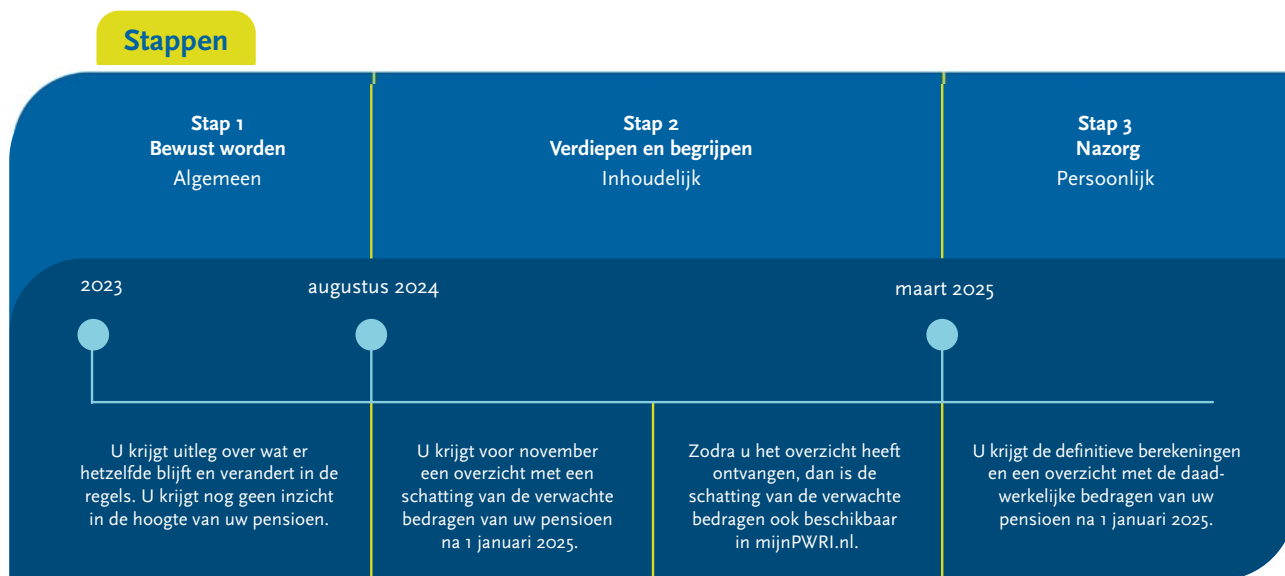 Stappen
Stap 1
Bewust worden
Algemeen
Stap 2
Verdiepen en begrijpen
Inhoudelijk
Stap 3
Nazorg
Persoonlijk
2023
augustus 2024
maart 2025
U krijgt uitleg over wat er
hetzelfde blijft en verandert in de
regels. U krijgt nog geen inzicht
in de hoogte van uw pensioen.
U krijgt voor november
een overzicht met een
schatting van de verwachte
bedragen van uw pensioen
na 1 januari 2025.
Zodra u het overzicht heeft
ontvangen, dan is de
schatting van de verwachte
bedragen ook beschikbaar
in mijnPWRI.nl.
U krijgt de definitieve berekeningen
en een overzicht met de daad-
werkelijke bedragen van uw
pensioen na 1 januari 2025.